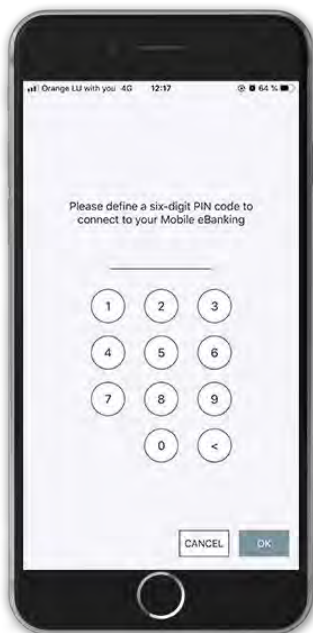 Orange LU with you 4G 12:17 64 %
Please define a six-digit PIN code to
connect to your Mobile eBanking
1 2 3
4 5 6
7 8 9
0 <
CANCEL OK